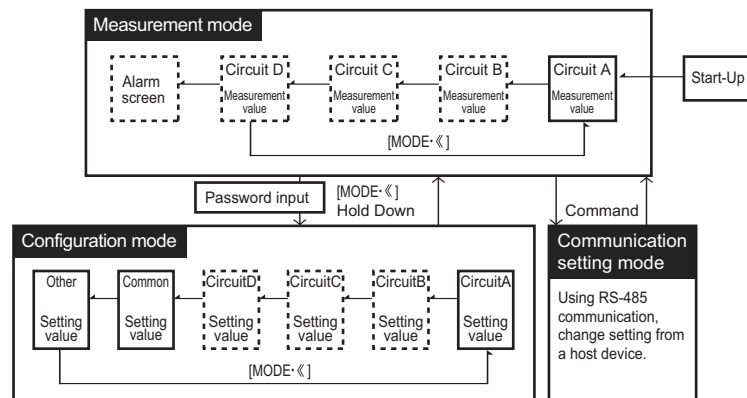 Measurement mode
Alarm
screen
Circuit D
Measurement
value
Circuit C
Measurement
value
Circuit B
Measurement
value
Circuit A
Measurement
value
Start-Up
[MODE·《]
Password input
[MODE·《]
Hold Down
Command
Configuration mode
Other
Setting
value
Common
Setting
value
CircuitD
Setting
value
CircuitC
Setting
value
CircuitB
Setting
value
CircuitA
Setting
value
[MODE·《]
Communication
setting mode
Using RS-485
communication,
change setting from
a host device.